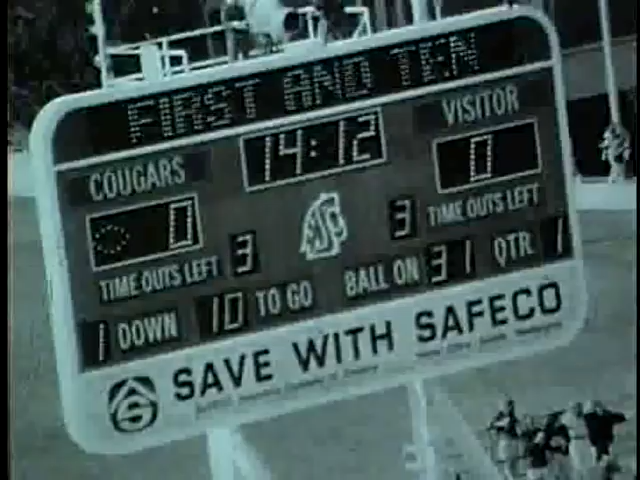 FIRST AND TEN
COUGARS 14:12 VISITOR
0 0
TIME OUTS LEFT 3 3 TIME OUTS LEFT
1 DOWN 10 TO GO BALL ON 31 QTR 1
SAVE WITH SAFECO